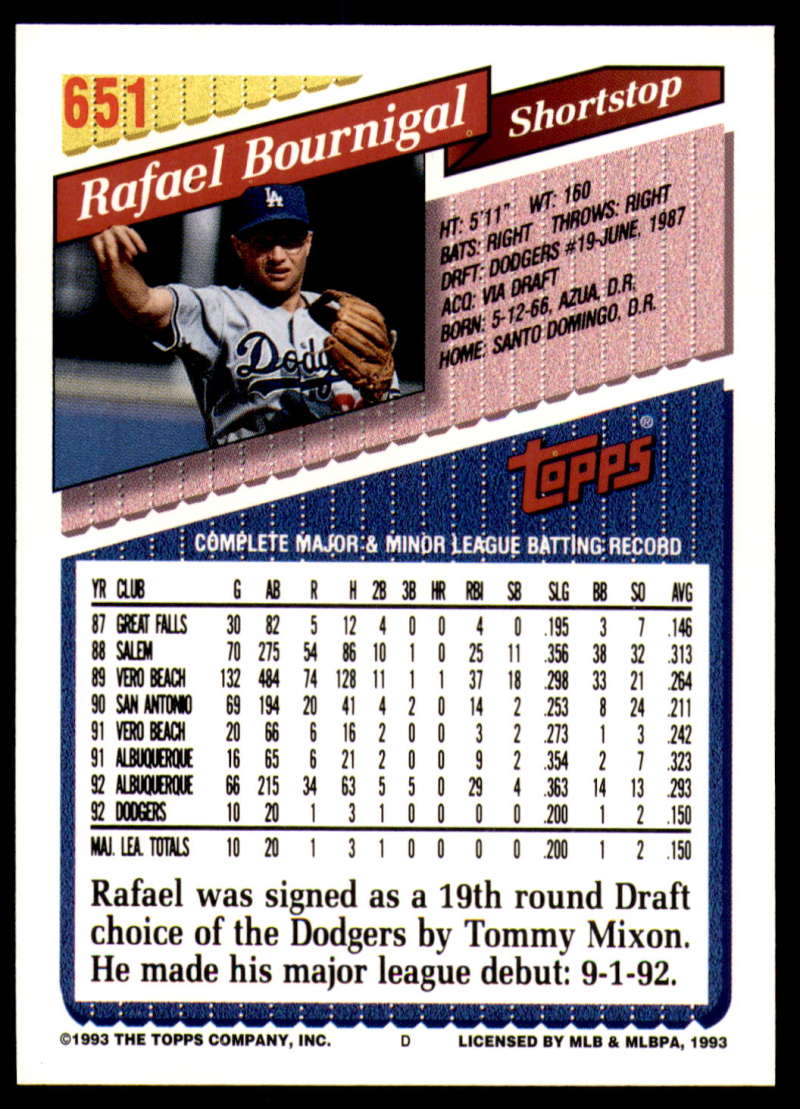 651
Rafael Bournigal
Shortstop
LA
Dodg
HT: 5'11" WT: 160
BATS: RIGHT THROWS: RIGHT
DRFT: DODGERS #19-JUNE, 1987
ACQ: VIA DRAFT
BORN: 5-12-66, AZUA, D.R.
HOME: SANTO DOMINGO, D.R.
Topps®
COMPLETE MAJOR & MINOR LEAGUE BATTING RECORD
YR CLUB G AB R H 2B 3B HR RBI SB SLG BB SO AVG
87 GREAT FALLS 30 82 5 12 4 0 0 4 0 .195 3 7 .146
88 SALEM 70 275 54 86 10 1 0 25 11 .356 38 32 .313
89 VERO BEACH 132 484 74 128 11 1 1 37 18 .298 33 21 .264
90 SAN ANTONIO 69 194 20 41 4 2 0 14 2 .253 8 24 .211
91 VERO BEACH 20 66 6 16 2 0 0 3 2 .273 1 3 .242
91 ALBUQUERQUE 16 65 6 21 2 0 0 9 2 .354 2 7 .323
92 ALBUQUERQUE 66 215 34 63 5 5 0 29 4 .363 14 13 .293
92 DODGERS 10 20 1 3 1 0 0 0 0 .200 1 2 .150
MAJ. LEA. TOTALS 10 20 1 3 1 0 0 0 0 .200 1 2 .150
Rafael was signed as a 19th round Draft
choice of the Dodgers by Tommy Mixon.
He made his major league debut: 9-1-92.
©1993 THE TOPPS COMPANY, INC. D LICENSED BY MLB & MLBPA, 1993